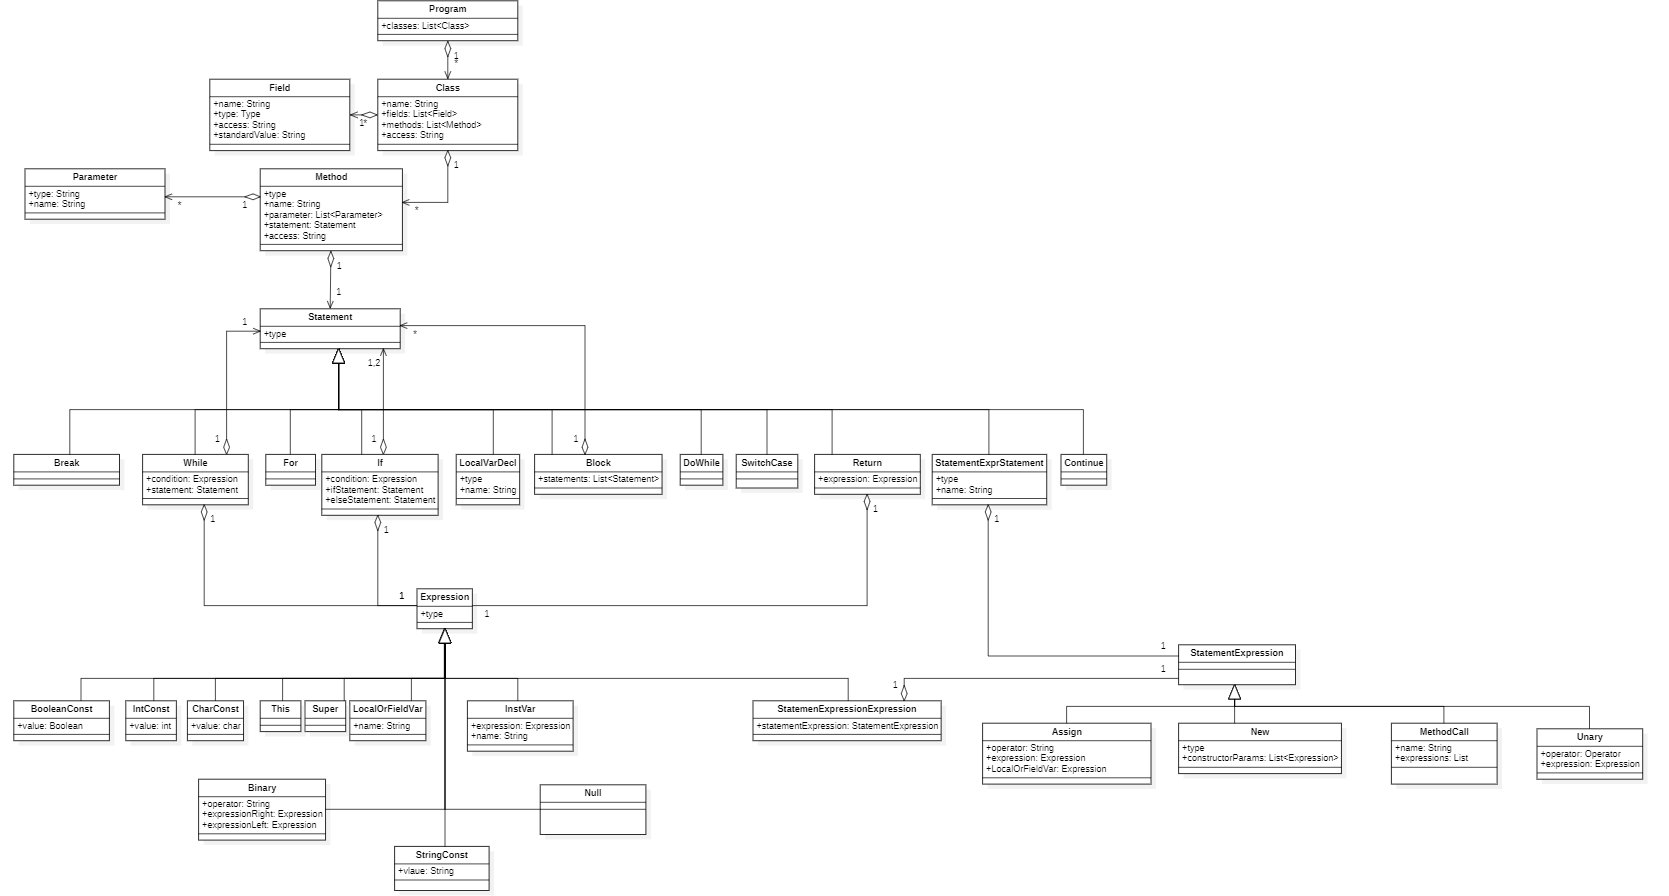 Program
+classes: List<Class>
1
*
Field
+name: String
+type: Type
+access: String
+standardValue: String
1*
Class
+name: String
+fields: List<Field>
+methods: List<Method>
+access: String
1
*
Parameter
+type: String
+name: String
*
1
Method
+type
+name: String
+parameter: List<Parameter>
+statement: Statement
+access: String
1
1
Statement
+type
1
*
1,2
1
1
1
Break
While
+condition: Expression
+statement: Statement
For
If
+condition: Expression
+ifStatement: Statement
+elseStatement: Statement
LocalVarDecl
+type
+name: String
Block
+statements: List<Statement>
DoWhile
SwitchCase
Return
+expression: Expression
StatementExprStatement
+type
+name: String
Continue
1
1
1
1
1
Expression
+type
1
1
1
StatementExpression
1
BooleanConst
+value: Boolean
IntConst
+value: int
CharConst
+value: char
This
Super
LocalOrFieldVar
+name: String
InstVar
+expression: Expression
+name: String
StatemenExpressionExpression
+statementExpression: StatementExpression
Assign
+operator: String
+expression: Expression
+LocalOrFieldVar: Expression
New
+type
+constructorParams: List<Expression>
MethodCall
+name: String
+expressions: List
Unary
+operator: Operator
+expression: Expression
Binary
+operator: String
+expressionRight: Expression
+expressionLeft: Expression
Null
StringConst
+vlaue: String